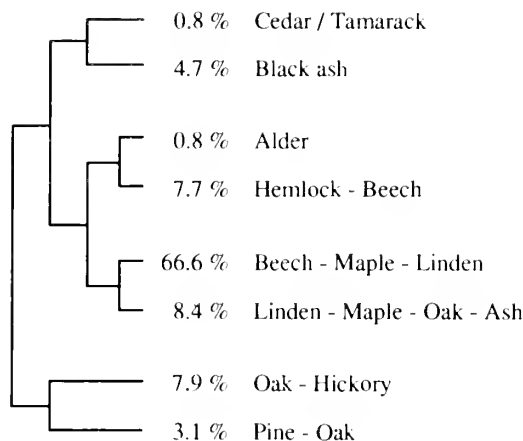 0.8 % Cedar / Tamarack
4.7 % Black ash
0.8 % Alder
7.7 % Hemlock - Beech
66.6 % Beech - Maple - Linden
8.4 % Linden - Maple - Oak - Ash
7.9 % Oak - Hickory
3.1 % Pine - Oak